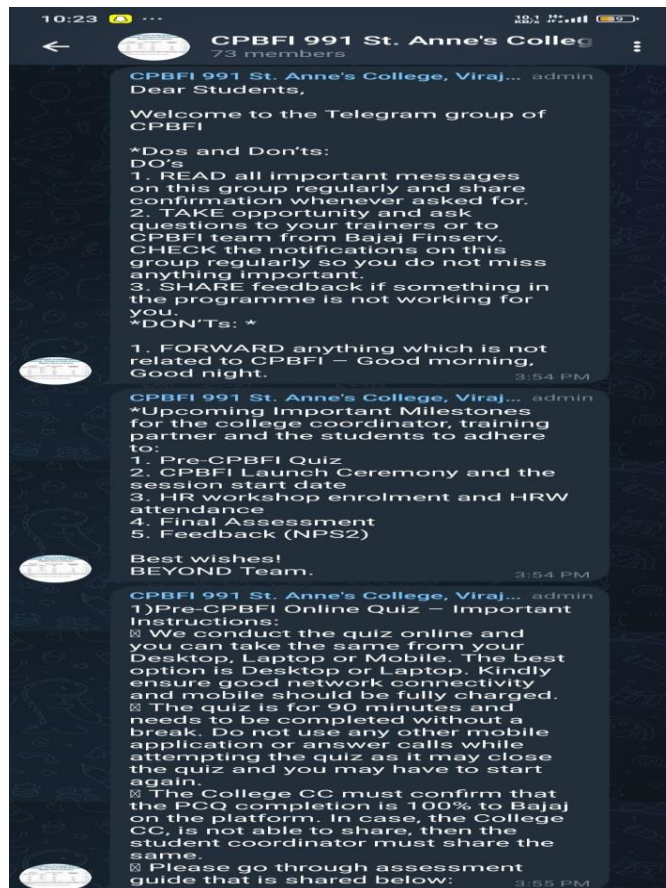 10:23 ...
10.1 KB/s 9
CPBFI 991 St. Anne's Colleg
73 members
CPBFI 991 St. Anne's College, Viraj... admin
Dear Students,
Welcome to the Telegram group of
CPBFI
*Dos and Don'ts:
DO's
1. READ all important messages
on this group regularly and share
confirmation whenever asked for.
2. TAKE opportunity and ask
questions to your trainers or to
CPBFI team from Bajaj Finserv.
CHECK the notifications on this
group regularly so you do not miss
anything important.
3. SHARE feedback if something in
the programme is not working for
you.
*DON'Ts: *
1. FORWARD anything which is not
related to CPBFI – Good morning,
Good night.
3:54 PM
CPBFI 991 St. Anne's College, Viraj... admin
*Upcoming Important Milestones
for the college coordinator, training
partner and the students to adhere
to:
1. Pre-CPBFI Quiz
2. CPBFI Launch Ceremony and the
session start date
3. HR workshop enrolment and HRW
attendance
4. Final Assessment
5. Feedback (NPS2)
Best wishes!
BEYOND Team.
3:54 PM
CPBFI 991 St. Anne's College, Viraj... admin
1)Pre-CPBFI Online Quiz – Important
Instructions:
We conduct the quiz online and
you can take the same from your
Desktop, Laptop or Mobile. The best
option is Desktop or Laptop. Kindly
ensure good network connectivity
and mobile should be fully charged.
The quiz is for 90 minutes and
needs to be completed without a
break. Do not use any other mobile
application or answer calls while
attempting the quiz as it may close
the quiz and you may have to start
again.
The College CC must confirm that
the PCQ completion is 100% to Bajaj
on the platform. In case, the College
CC, is not able to share, then the
student coordinator must share the
same.
Please go through assessment
guide that is shared below:
3:55 PM